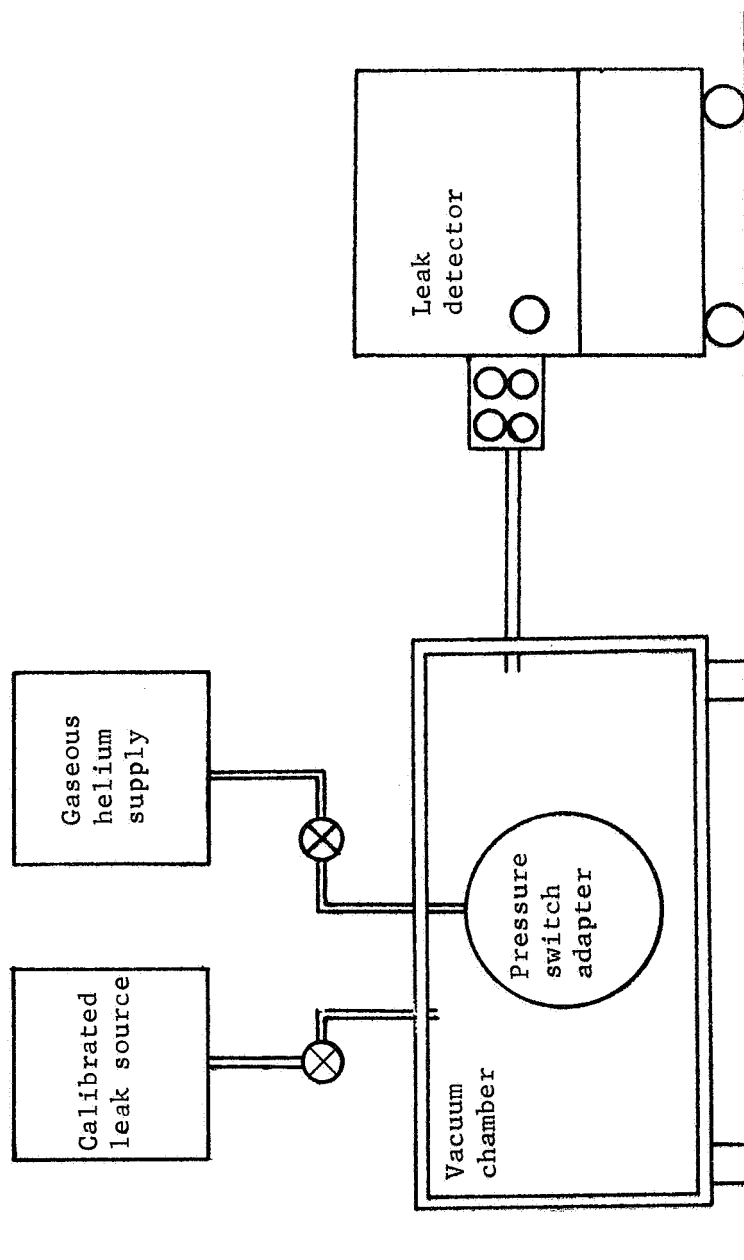 Calibrated
leak source
Gaseous
helium
supply
Vacuum
chamber
Pressure
switch
adapter
Leak
detector